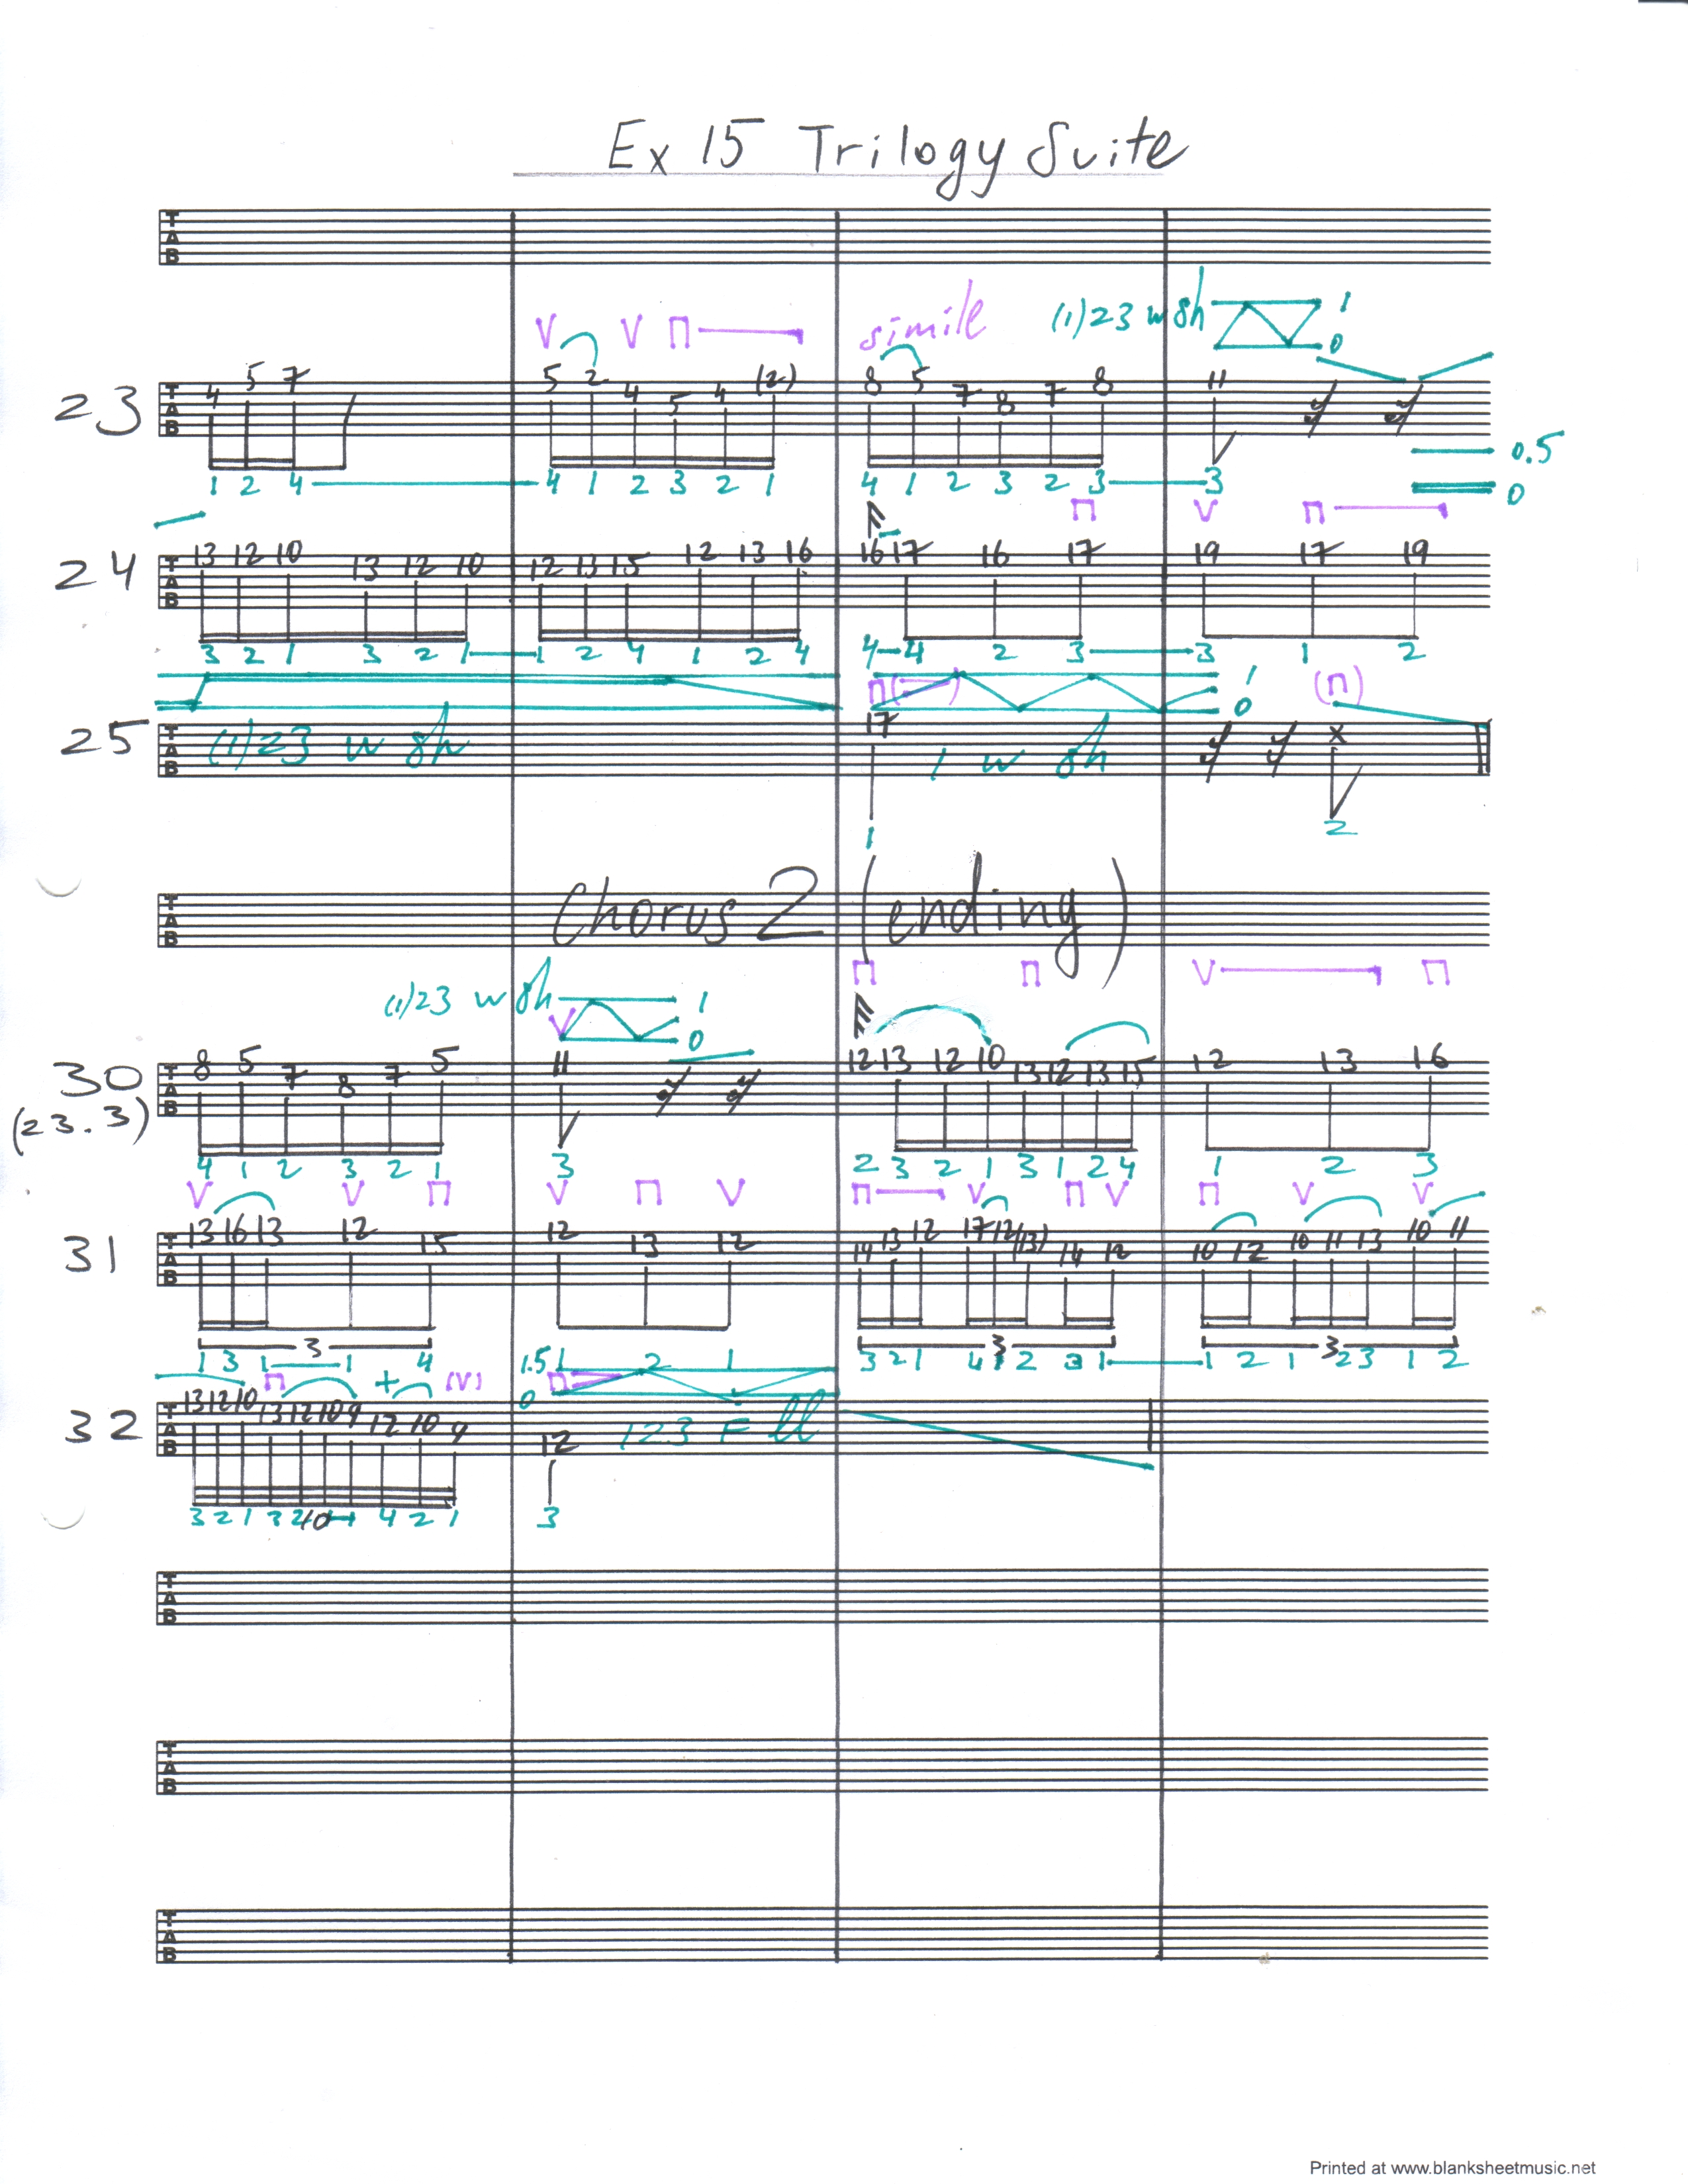 Ex 15 Trilogy Suite
T A B
V V Π simile (1)23 w sh 1
0
23 T A B 4 5 7 5 2 4 5 4 (2) 8 5 7 8 7 8 11
0.5
1 2 4 4 1 2 3 2 1 4 1 2 3 2 3 3 0
Π V Π
24 T A B 13 12 10 13 12 10 12 13 15 12 13 16 16 17 16 17 19 17 19
3 2 1 3 2 1 1 2 4 1 2 4 4 4 2 3 3 1 2
Π 1 (Π)
0
25 T A B (1)23 w sh 17 1 w sh x
1 2
T A B Chorus 2 (ending)
Π Π V Π
(1)23 w sh 1
V 0
30 T A B 8 5 7 8 7 5 11 12 13 12 10 13 12 13 15 12 13 16
(23.3)
4 1 2 3 2 1 3 2 3 2 1 3 1 2 4 1 2 3
V V Π V Π V Π V Π V Π V V
31 T A B 13 16 13 12 15 12 13 12 14 13 12 17 12 (13) 14 12 10 12 10 11 13 10 11
3 3 3
1 3 1 1 4 1 2 1 3 2 1 4 1 2 3 1 1 2 1 2 3 1 2
Π + (V) 1.5 Π
0
32 T A B 13 12 10 13 12 10 9 12 10 9 12 123 F ll
3 2 1 3 2 4 2 1 3
T A B
T A B
T A B
Printed at www.blanksheetmusic.net